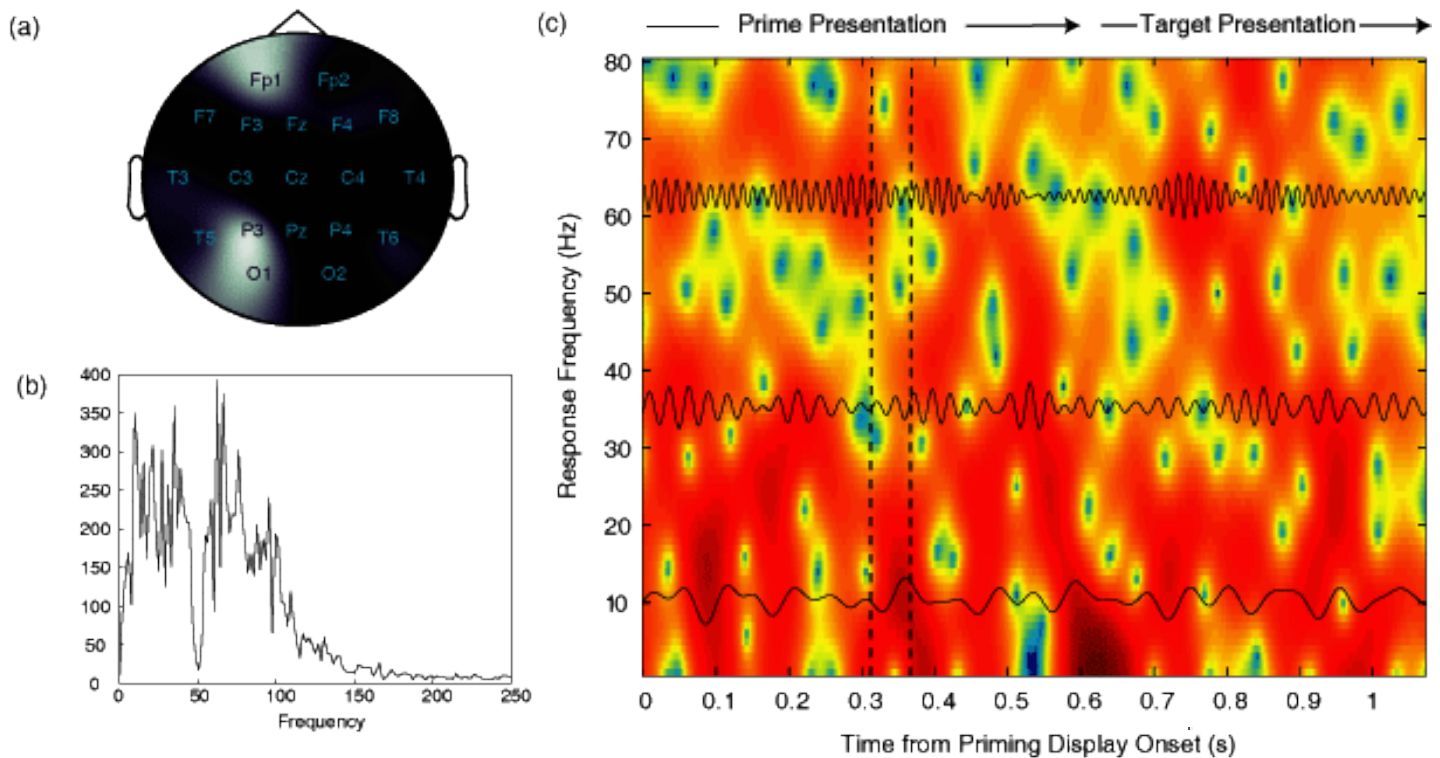 (a)
Fp1 Fp2
F7 F3 Fz F4 F8
T3 C3 Cz C4 T4
T5 P3 Pz P4 T6
O1 O2
(b)
400
350
300
250
200
150
100
50
0
0 50 100 150 200 250
Frequency
(c)
Prime Presentation Target Presentation
80
70
60
50
40
30
20
10
Response Frequency (Hz)
0 0.1 0.2 0.3 0.4 0.5 0.6 0.7 0.8 0.9 1
Time from Priming Display Onset (s)